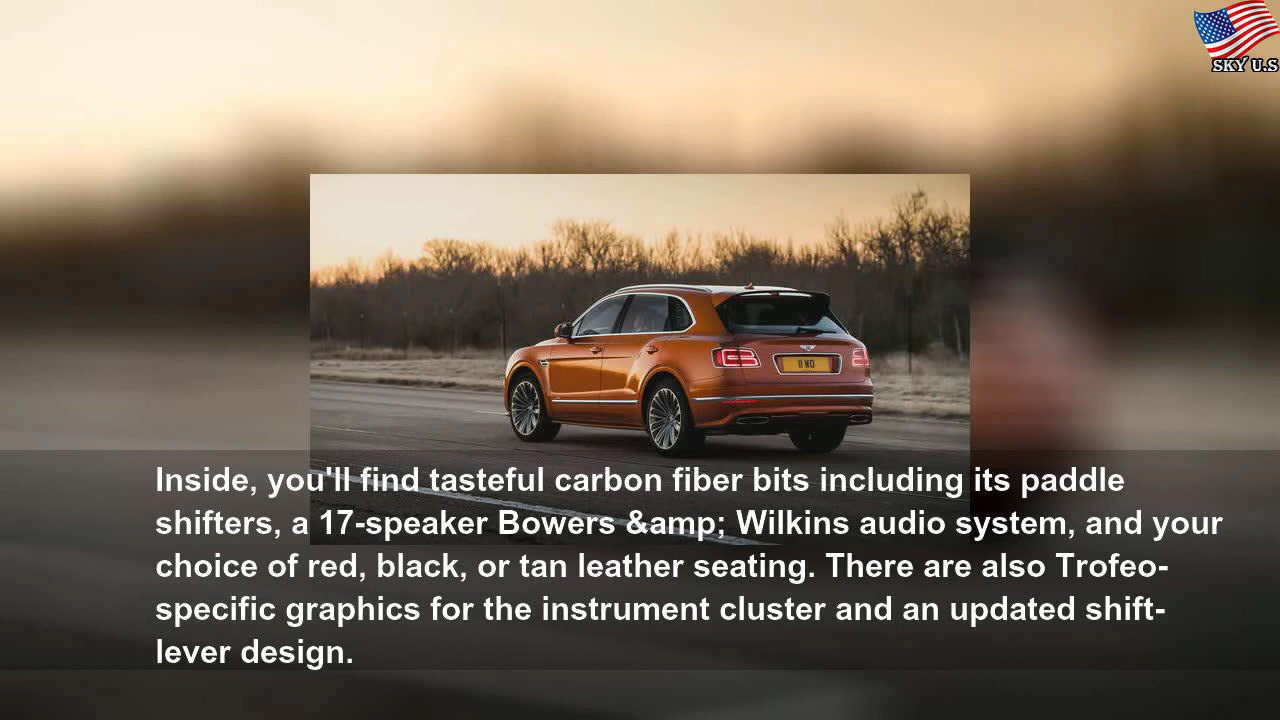 SKY U.S
11 WO
Inside, you'll find tasteful carbon fiber bits including its paddle
shifters, a 17-speaker Bowers &amp; Wilkins audio system, and your
choice of red, black, or tan leather seating. There are also Trofeo-
specific graphics for the instrument cluster and an updated shift-
lever design.